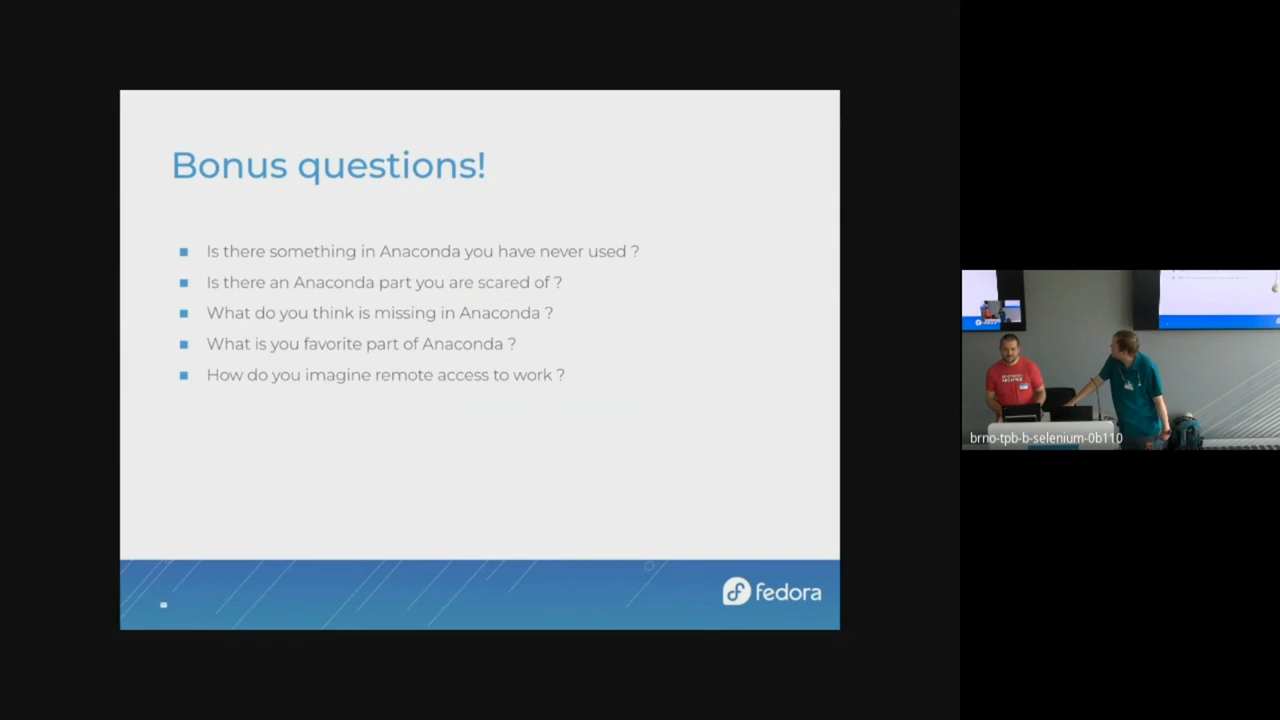 Bonus questions!
Is there something in Anaconda you have never used ?
Is there an Anaconda part you are scared of ?
What do you think is missing in Anaconda ?
What is you favorite part of Anaconda ?
How do you imagine remote access to work ?
fedora
brno-tpb-b-selenium-0b110